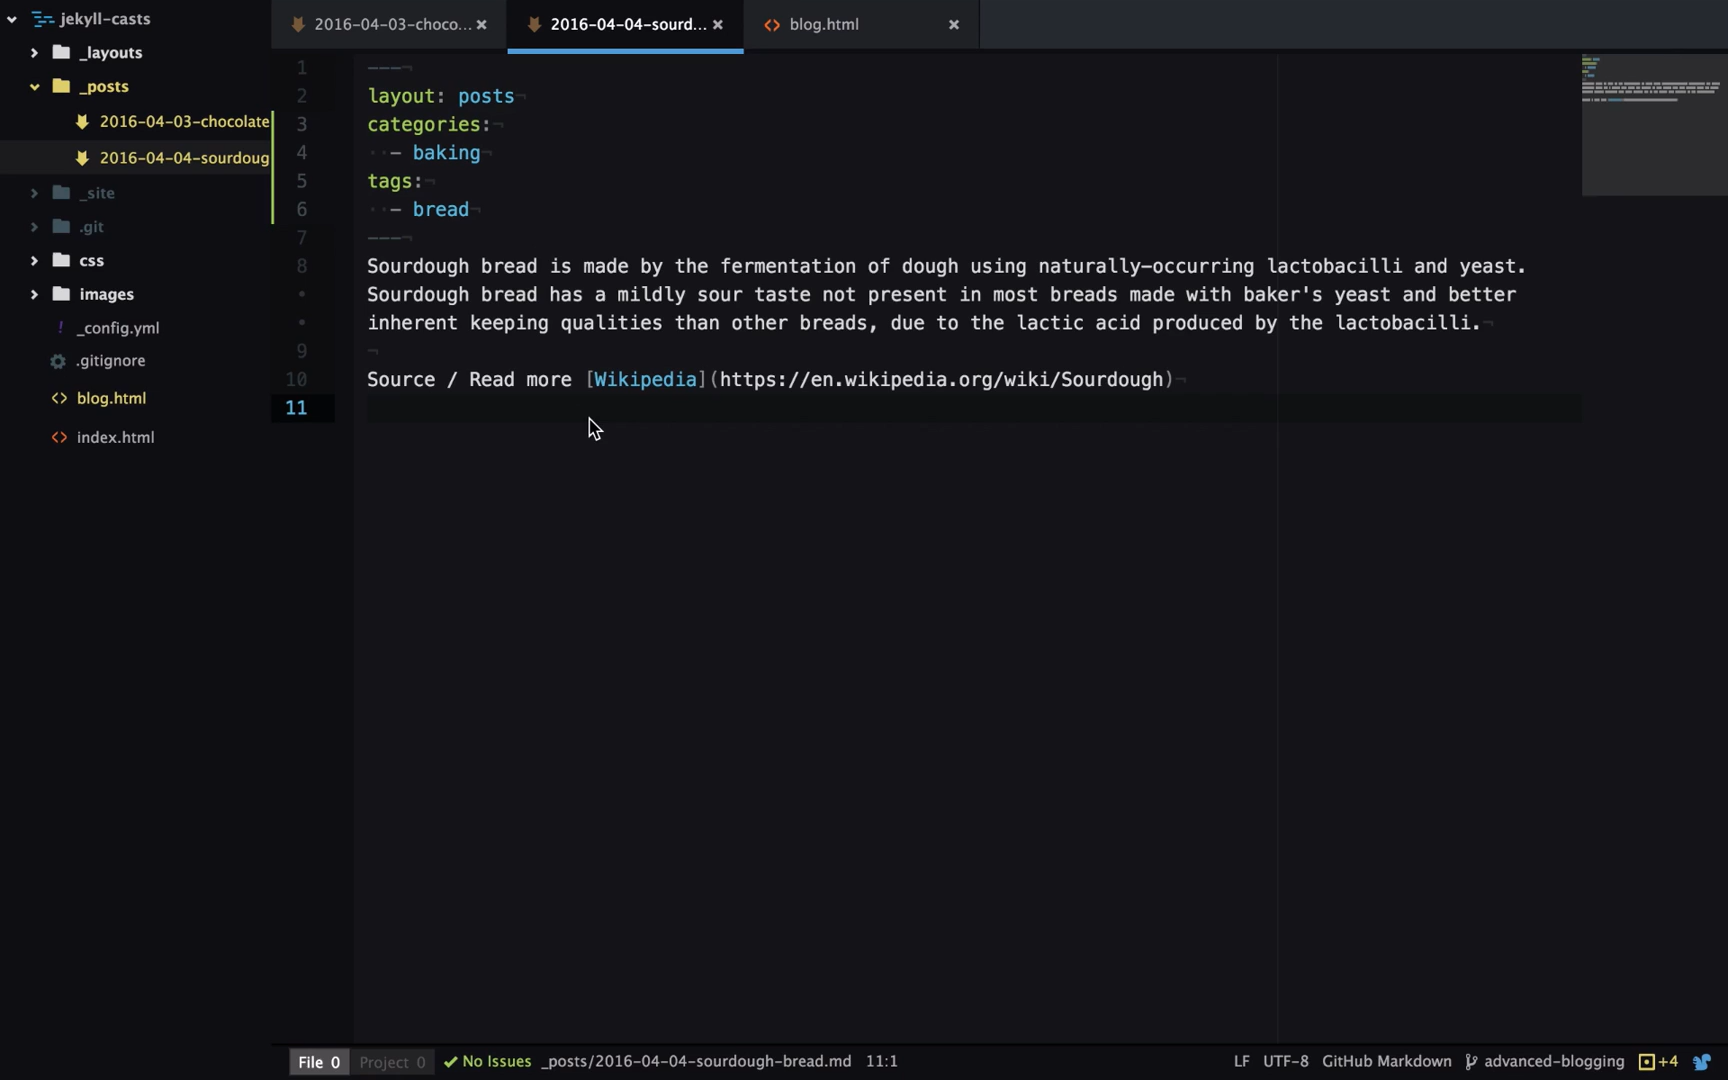 jekyll-casts
_layouts
_posts
2016-04-03-chocolate
2016-04-04-sourdoug
_site
.git
css
images
_config.yml
.gitignore
blog.html
index.html
2016-04-03-choco...
2016-04-04-sourd...
blog.html
1 ---
2 layout: posts
3 categories:
4 - baking
5 tags:
6 - bread
7 ---
8 Sourdough bread is made by the fermentation of dough using naturally-occurring lactobacilli and yeast.
• Sourdough bread has a mildly sour taste not present in most breads made with baker's yeast and better
• inherent keeping qualities than other breads, due to the lactic acid produced by the lactobacilli.
9
10 Source / Read more [Wikipedia](https://en.wikipedia.org/wiki/Sourdough)
11
File 0 Project 0 No Issues _posts/2016-04-04-sourdough-bread.md 11:1 LF UTF-8 GitHub Markdown advanced-blogging +4